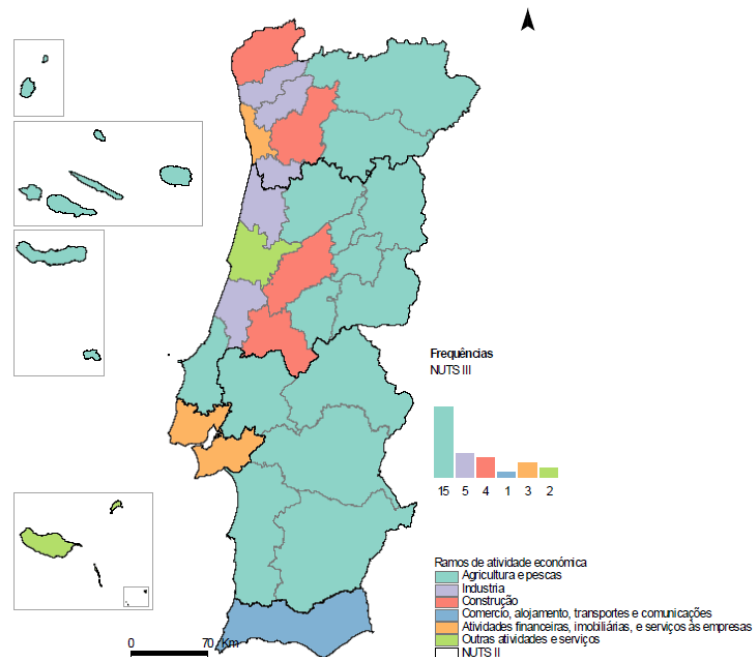 Frequências
NUTS III
15 5 4 1 3 2
Ramos de atividade económica
Agricultura e pescas
Industria
Construção
Comercio, alojamento, transportes e comunicações
Atividades financeiras, imobiliárias, e serviços às empresas
Outras atividades e serviços
NUTS II
0 70 Km